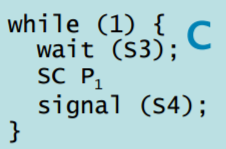 while (1) {
wait (S3); C
SC P1
signal (S4);
}